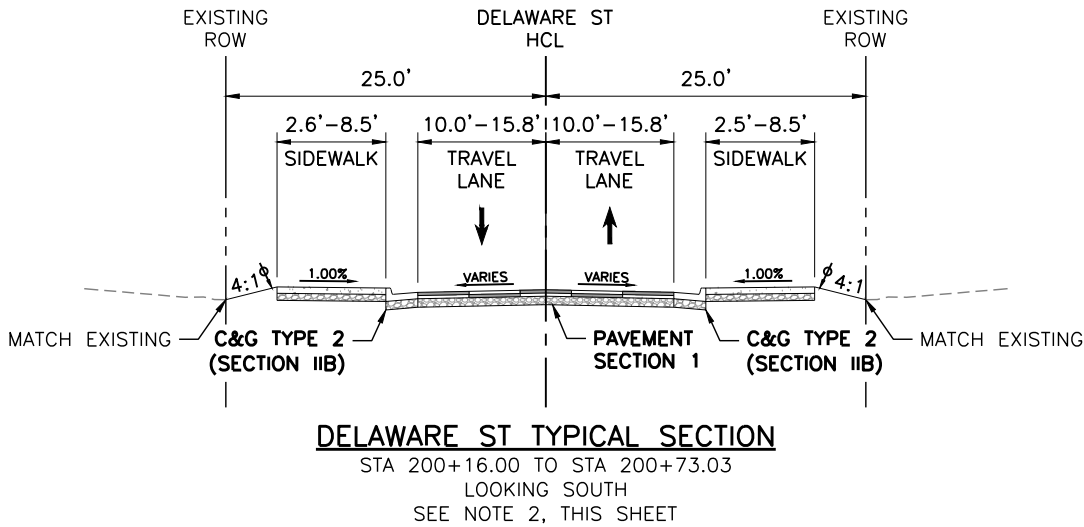 EXISTING
ROW
DELAWARE ST
HCL
EXISTING
ROW
25.0'
25.0'
2.6'-8.5'
SIDEWALK
10.0'-15.8'
TRAVEL
LANE
10.0'-15.8'
TRAVEL
LANE
2.5'-8.5'
SIDEWALK
4:1ϕ
1.00%
VARIES
VARIES
1.00%
ϕ 4:1
MATCH EXISTING
C&G TYPE 2
(SECTION IIB)
PAVEMENT
SECTION 1
C&G TYPE 2
(SECTION IIB)
MATCH EXISTING
DELAWARE ST TYPICAL SECTION
STA 200+16.00 TO STA 200+73.03
LOOKING SOUTH
SEE NOTE 2, THIS SHEET